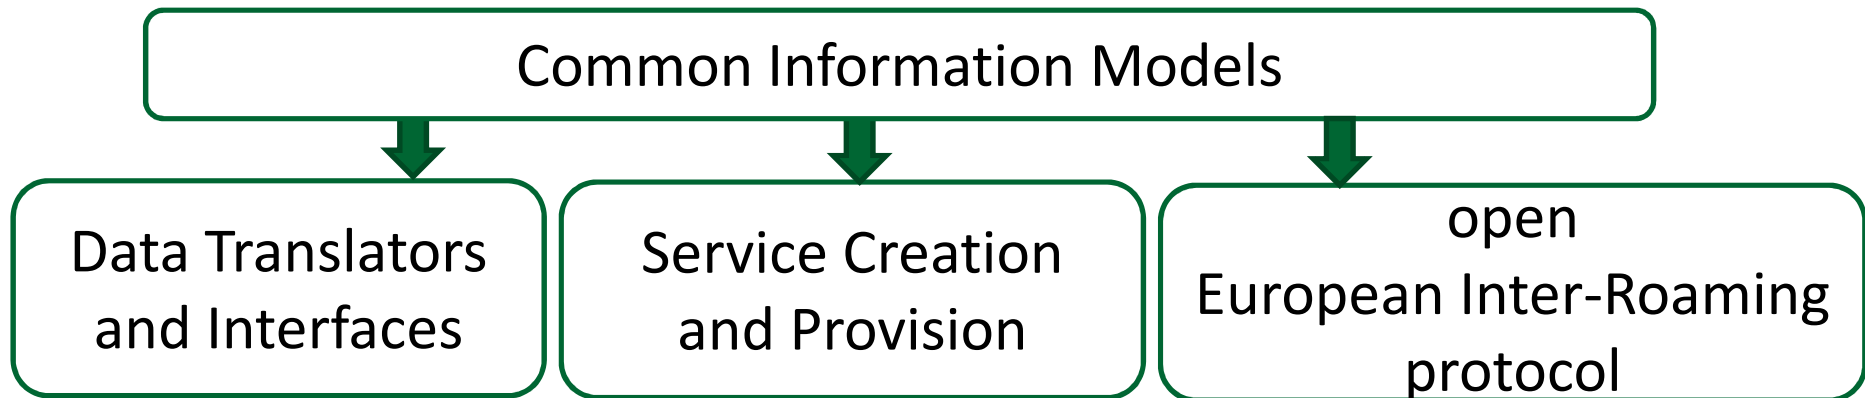 Common Information Models
Data Translators
and Interfaces
Service Creation
and Provision
open
European Inter-Roaming
protocol